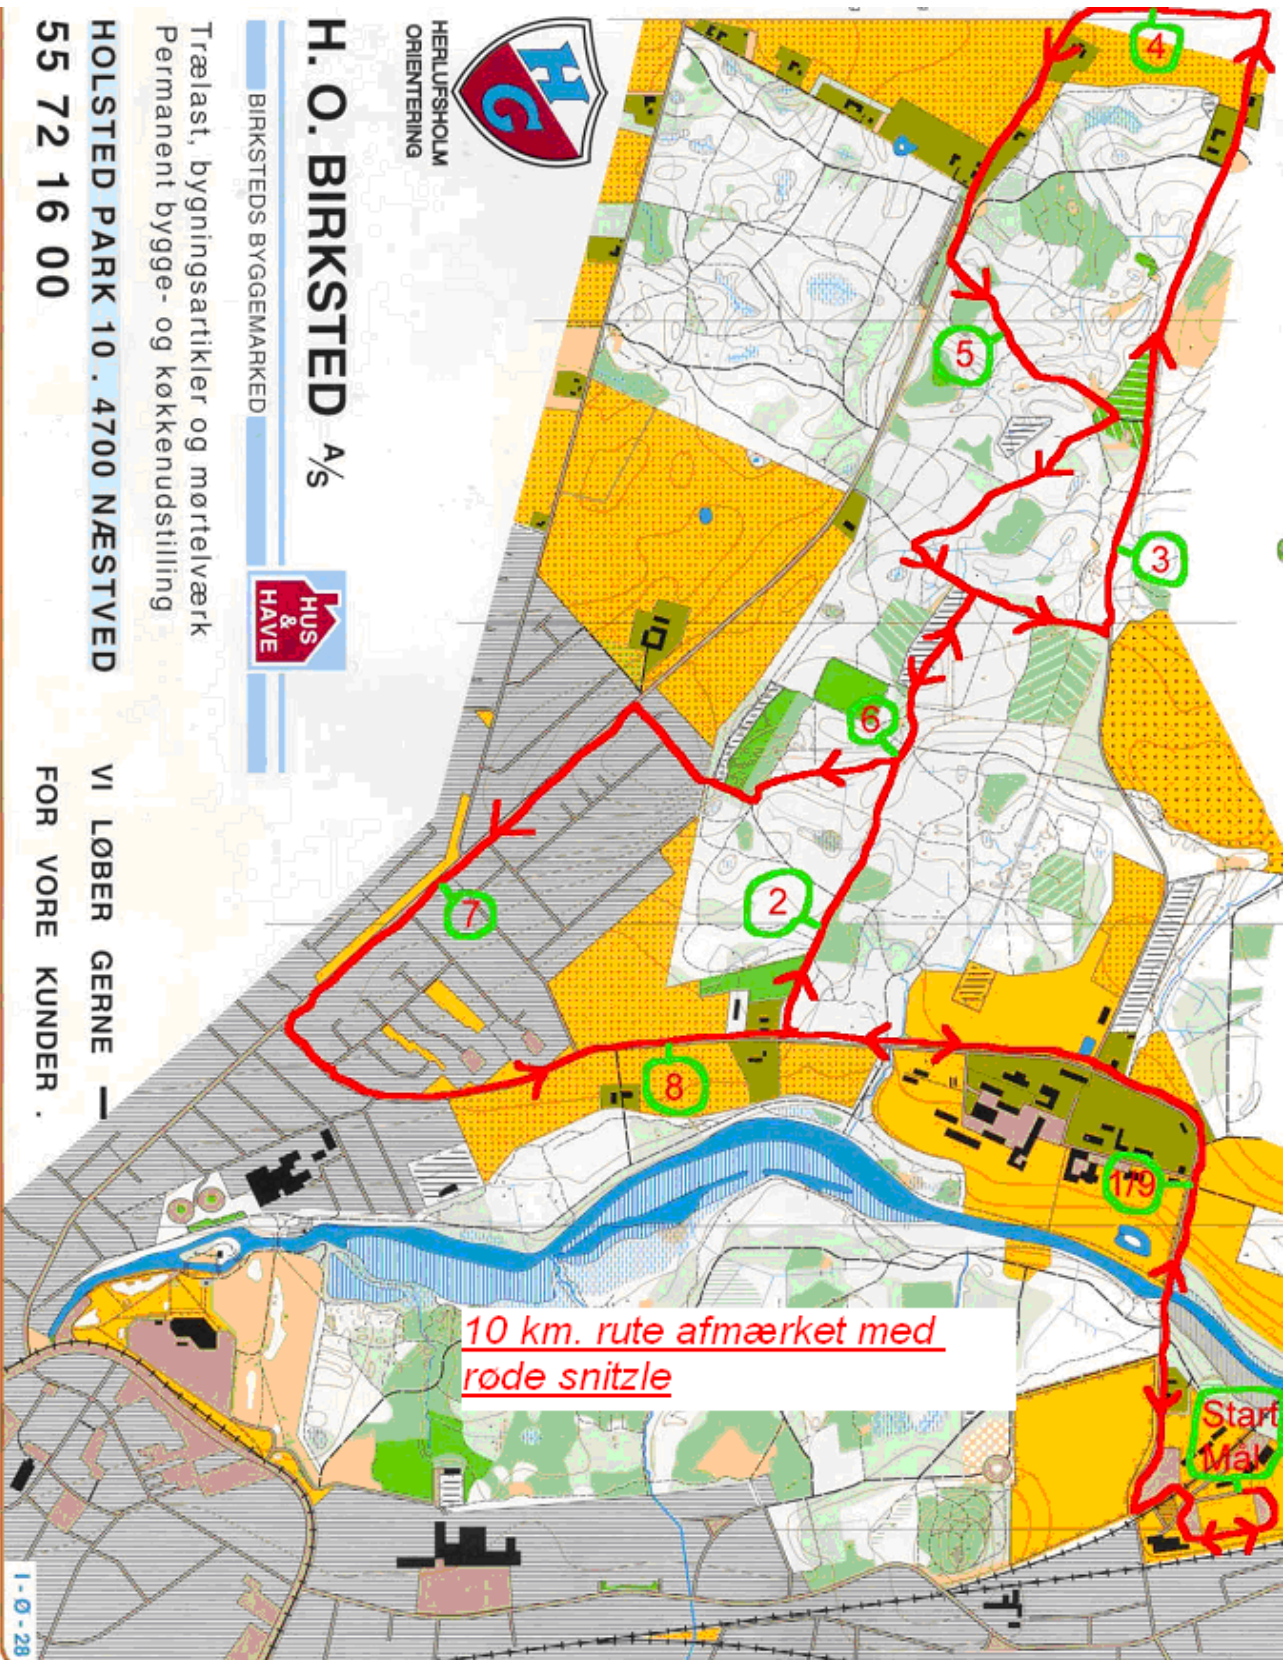 HERLUFSHOLM
ORIENTERING
HG
H. O. BIRKSTED A/S
BIRKSTEDS BYGGEMARKED
HUS
&
HAVE
Trælast, bygningsartikler og mørtelværk
Permanent bygge- og køkkenudstilling
HOLSTED PARK 10 . 4700 NÆSTVED
55 72 16 00
VI LØBER GERNE —
FOR VORE KUNDER .
4
5
3
6
2
7
8
1/9
10 km. rute afmærket med
røde snitzle
Start
Mål
I-Ø-28